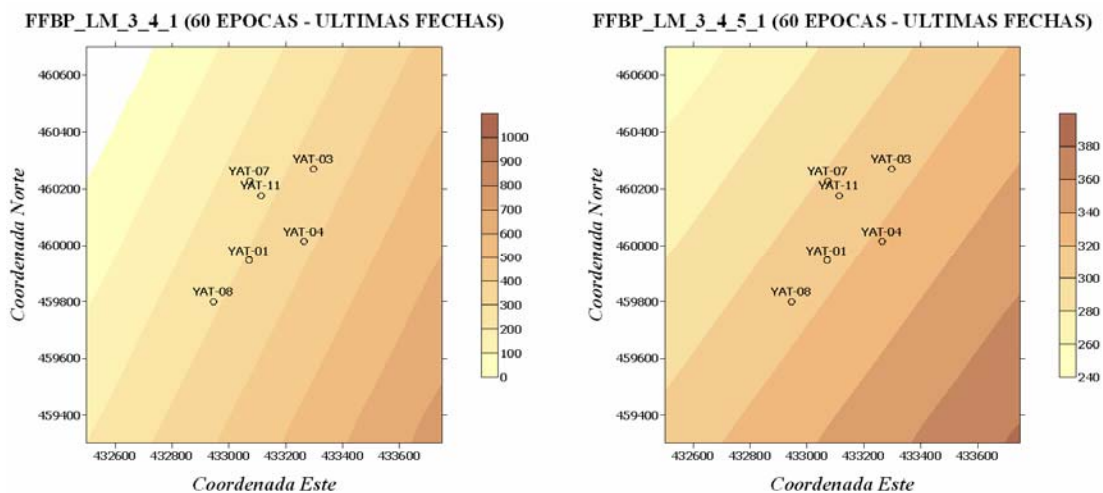 FFBP_LM_3_4_1 (60 EPOCAS - ULTIMAS FECHAS)
460600
460400
460200
460000
459800
459600
459400
Coordenada Norte
YAT-03
YAT-07
YAT-11
YAT-04
YAT-01
YAT-08
432600 432800 433000 433200 433400 433600
Coordenada Este
1000
900
800
700
600
500
400
300
200
100
0
FFBP_LM_3_4_5_1 (60 EPOCAS - ULTIMAS FECHAS)
460600
460400
460200
460000
459800
459600
459400
Coordenada Norte
YAT-03
YAT-07
YAT-11
YAT-04
YAT-01
YAT-08
432600 432800 433000 433200 433400 433600
Coordenada Este
380
360
340
320
300
280
260
240